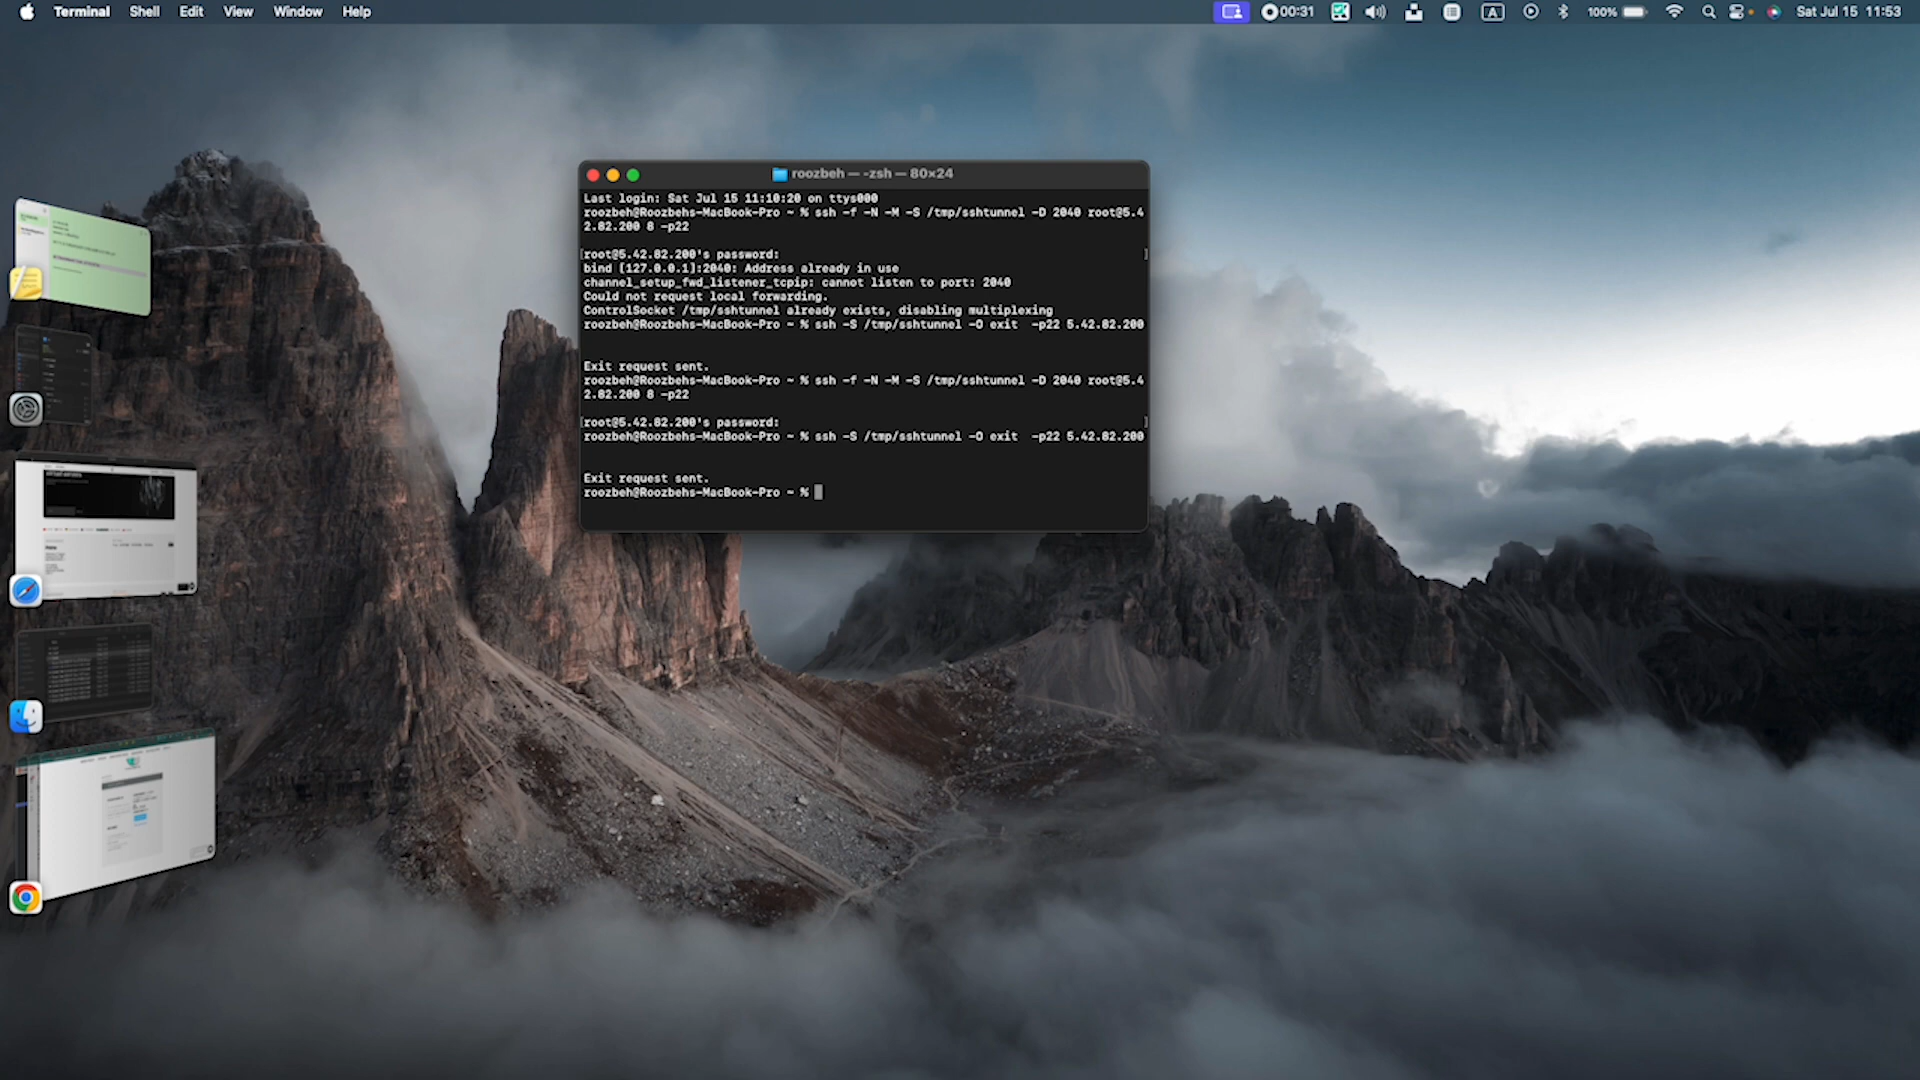 Terminal Shell Edit View Window Help
00:31 A 100% Sat Jul 15 11:53
roozbeh — -zsh — 80×24
Last login: Sat Jul 15 11:10:20 on ttys000
roozbeh@Roozbehs-MacBook-Pro ~ % ssh -f -N -M -S /tmp/sshtunnel -D 2040 root@5.4
2.82.200 8 -p22
[root@5.42.82.200's password: ]
bind [127.0.0.1]:2040: Address already in use
channel_setup_fwd_listener_tcpip: cannot listen to port: 2040
Could not request local forwarding.
ControlSocket /tmp/sshtunnel already exists, disabling multiplexing
roozbeh@Roozbehs-MacBook-Pro ~ % ssh -S /tmp/sshtunnel -O exit  -p22 5.42.82.200
Exit request sent.
roozbeh@Roozbehs-MacBook-Pro ~ % ssh -f -N -M -S /tmp/sshtunnel -D 2040 root@5.4
2.82.200 8 -p22
[root@5.42.82.200's password: ]
roozbeh@Roozbehs-MacBook-Pro ~ % ssh -S /tmp/sshtunnel -O exit  -p22 5.42.82.200
Exit request sent.
roozbeh@Roozbehs-MacBook-Pro ~ %